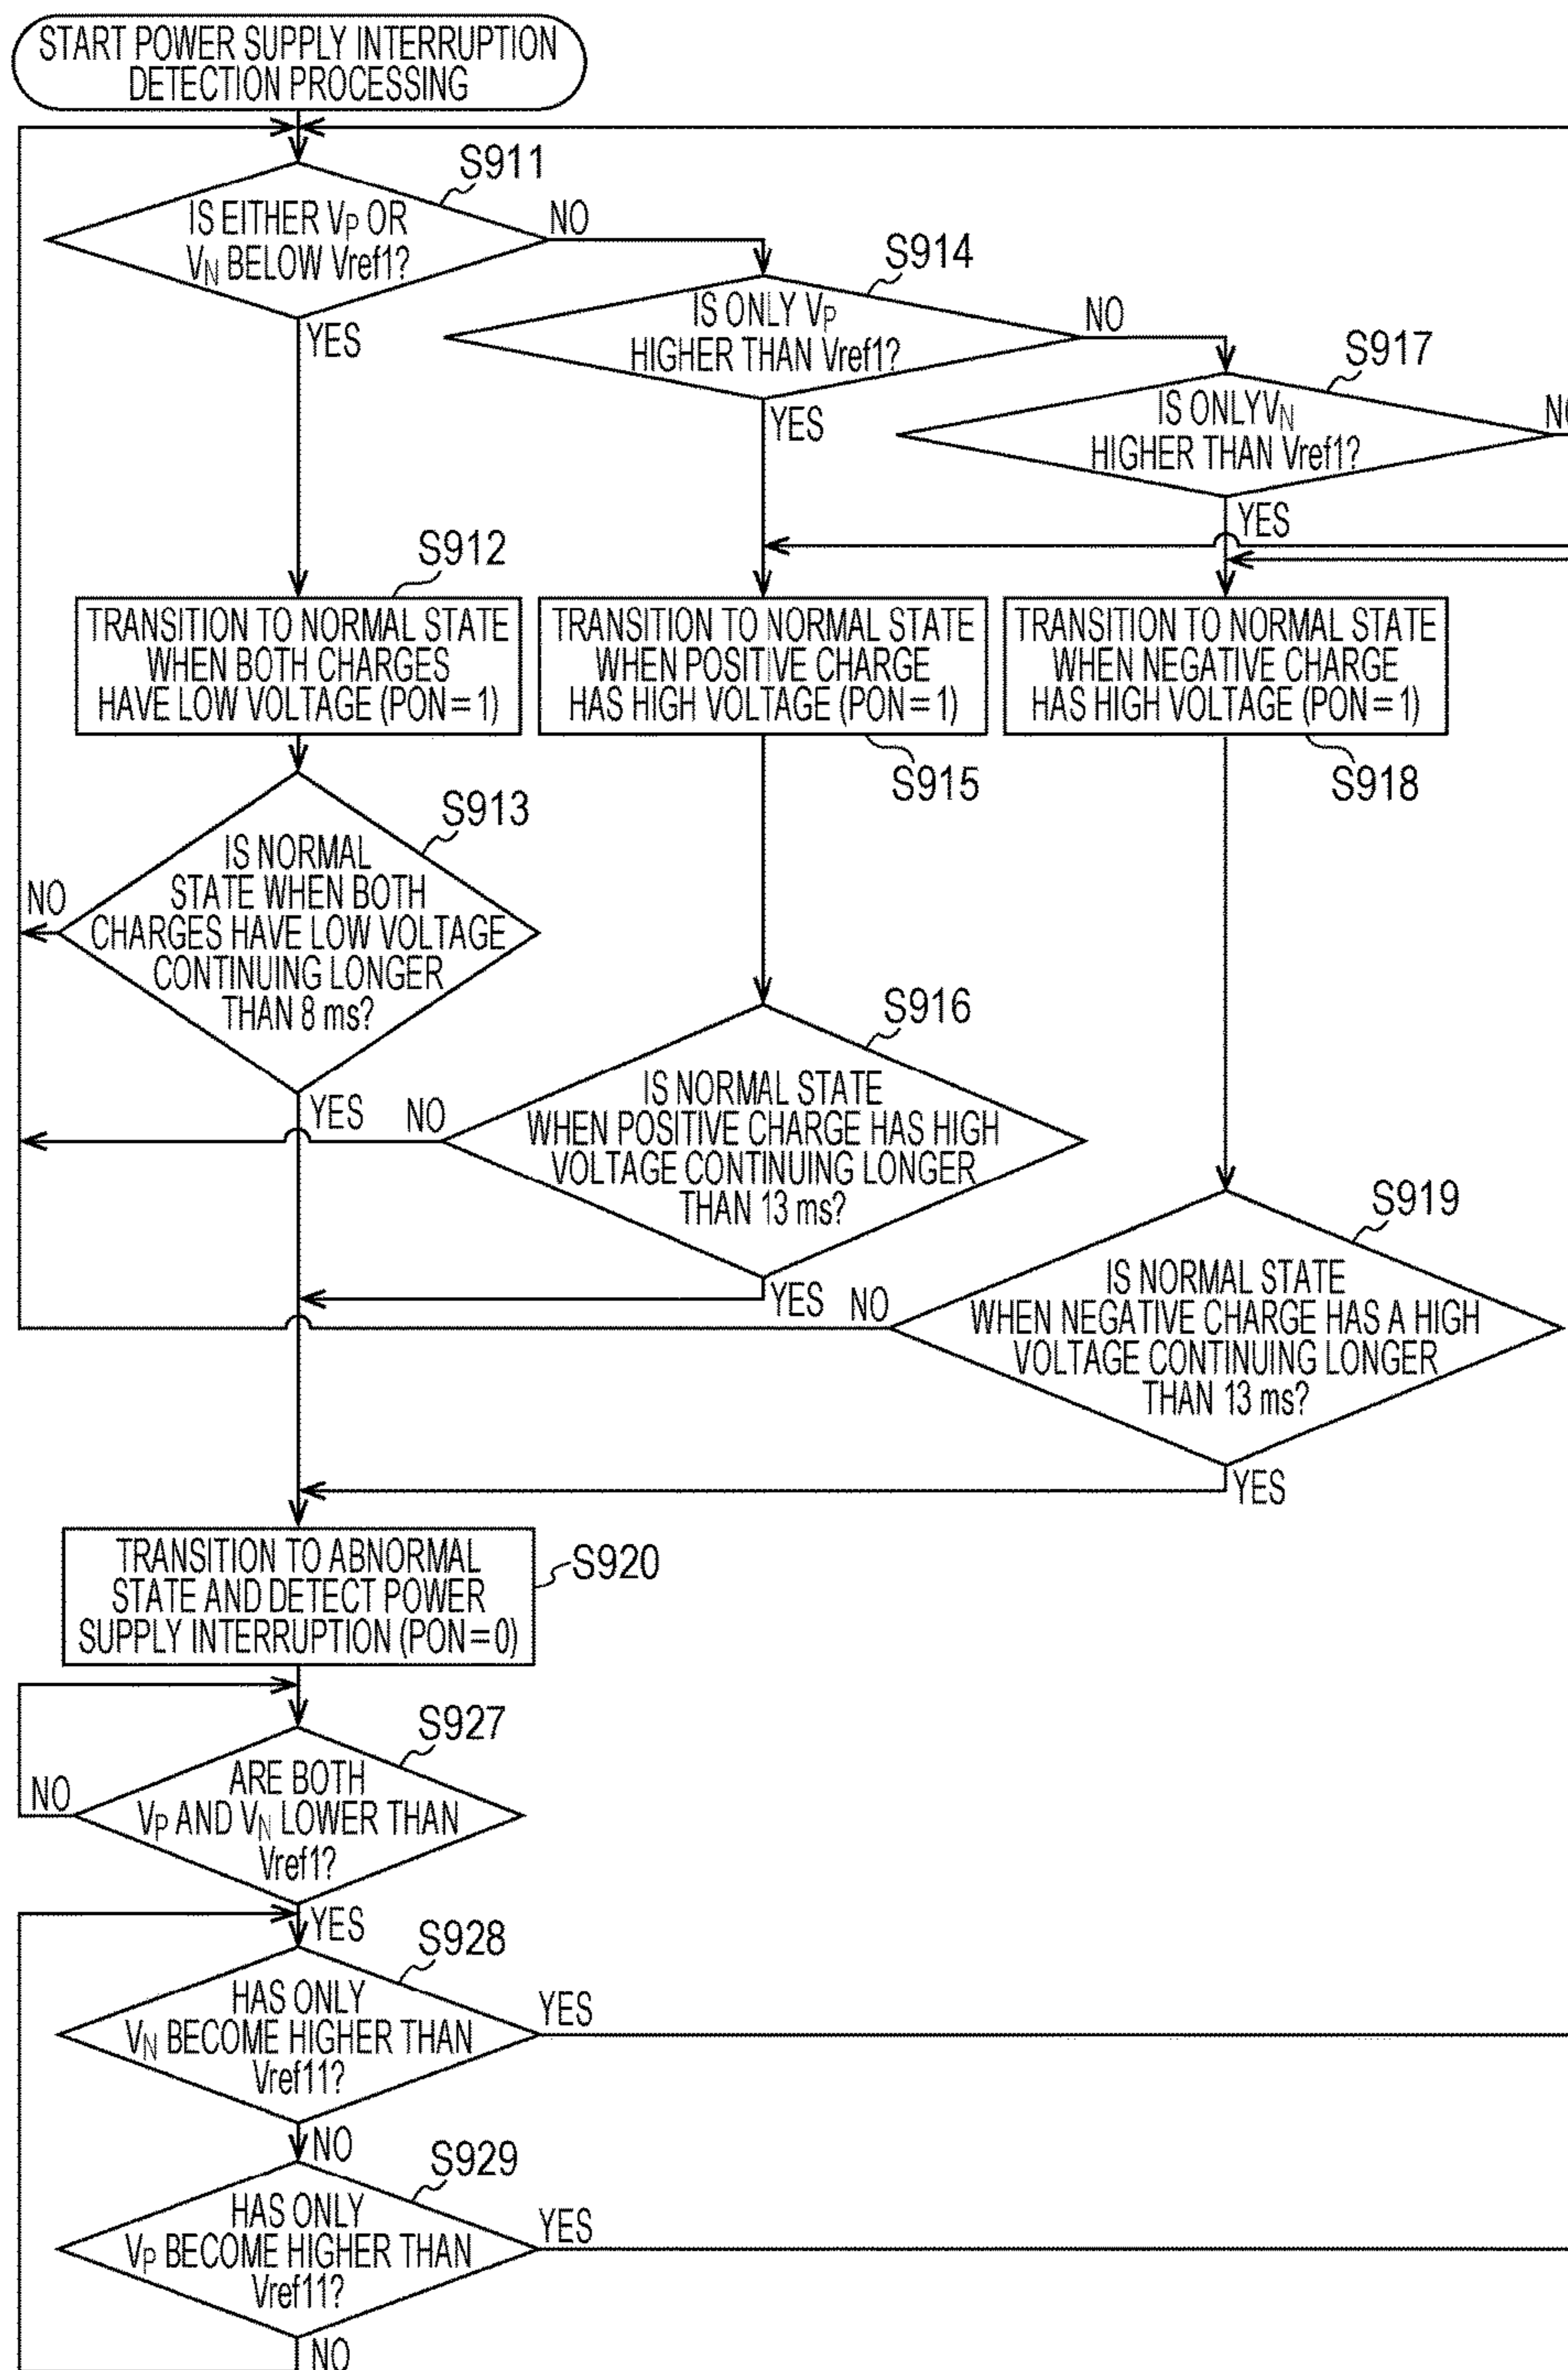 START POWER SUPPLY INTERRUPTION
DETECTION PROCESSING
S911
IS EITHER VP OR
VN BELOW Vref1?
NO
YES
S914
IS ONLY VP
HIGHER THAN Vref1?
NO
YES
S917
IS ONLYVN
HIGHER THAN Vref1?
NO
YES
S912
TRANSITION TO NORMAL STATE
WHEN BOTH CHARGES
HAVE LOW VOLTAGE (PON=1)
TRANSITION TO NORMAL STATE
WHEN POSITIVE CHARGE
HAS HIGH VOLTAGE (PON=1)
S915
TRANSITION TO NORMAL STATE
WHEN NEGATIVE CHARGE
HAS HIGH VOLTAGE (PON=1)
S918
S913
IS NORMAL
STATE WHEN BOTH
CHARGES HAVE LOW VOLTAGE
CONTINUING LONGER
THAN 8 ms?
NO
YES
S916
IS NORMAL STATE
WHEN POSITIVE CHARGE HAS HIGH
VOLTAGE CONTINUING LONGER
THAN 13 ms?
NO
YES
S919
IS NORMAL STATE
WHEN NEGATIVE CHARGE HAS A HIGH
VOLTAGE CONTINUING LONGER
THAN 13 ms?
NO
YES
TRANSITION TO ABNORMAL
STATE AND DETECT POWER
SUPPLY INTERRUPTION (PON=0)
S920
S927
ARE BOTH
VP AND VN LOWER THAN
Vref1?
NO
YES
S928
HAS ONLY
VN BECOME HIGHER THAN
Vref11?
YES
NO
S929
HAS ONLY
VP BECOME HIGHER THAN
Vref11?
YES
NO